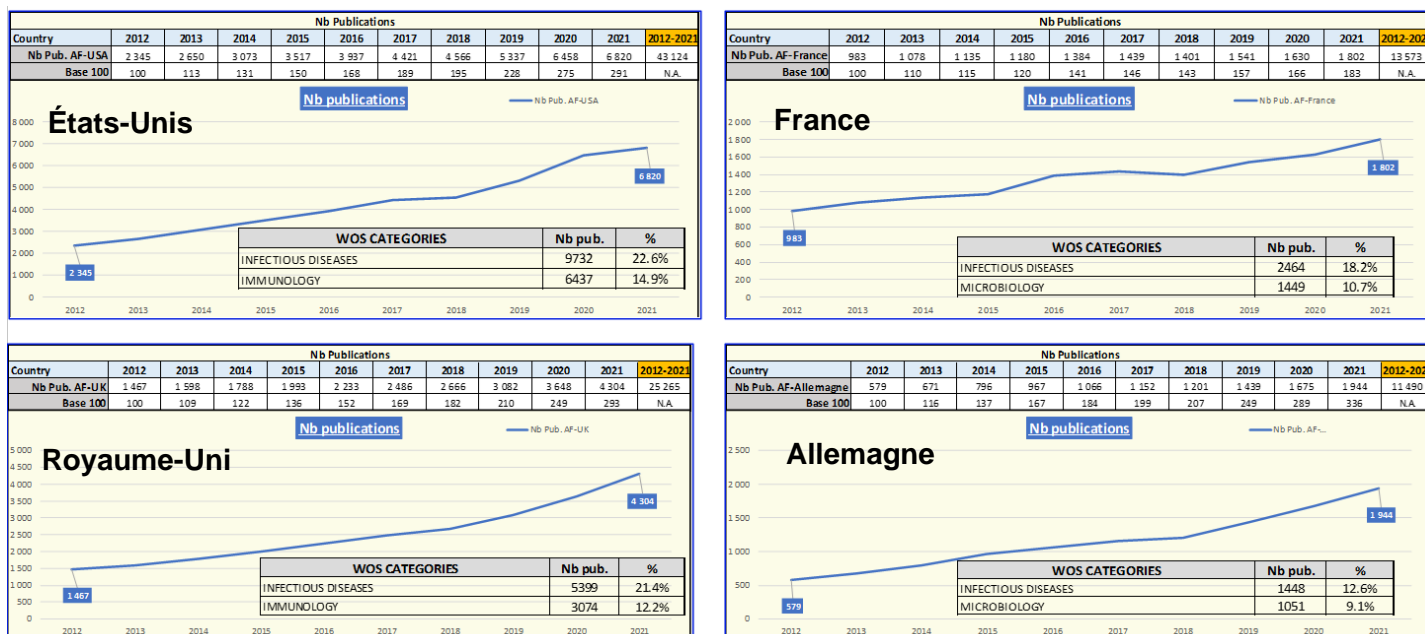 Nb Publications
Country 2012 2013 2014 2015 2016 2017 2018 2019 2020 2021 2012-2021
Nb Pub. AF-USA 2 345 2 650 3 073 3 517 3 937 4 421 4 566 5 337 6 458 6 820 43 124
Base 100 100 113 131 150 168 189 195 228 275 291 N.A.
Nb publications
Nb Pub. AF-USA
États-Unis
8 000
7 000
6 000
5 000
4 000
3 000
2 000
1 000
0
6 820
2 345
WOS CATEGORIES Nb pub. %
INFECTIOUS DISEASES 9732 22.6%
IMMUNOLOGY 6437 14.9%
2012 2013 2014 2015 2016 2017 2018 2019 2020 2021
Nb Publications
Country 2012 2013 2014 2015 2016 2017 2018 2019 2020 2021 2012-202
Nb Pub. AF-France 983 1 078 1 135 1 180 1 384 1 439 1 401 1 541 1 630 1 802 13 573
Base 100 100 110 115 120 141 146 143 157 166 183 N.A.
Nb publications
Nb Pub. AF-France
France
2 000
1 800
1 600
1 400
1 200
1 000
800
600
400
200
0
1 802
983
WOS CATEGORIES Nb pub. %
INFECTIOUS DISEASES 2464 18.2%
MICROBIOLOGY 1449 10.7%
2012 2013 2014 2015 2016 2017 2018 2019 2020 2021
Nb Publications
Country 2012 2013 2014 2015 2016 2017 2018 2019 2020 2021 2012-2021
Nb Pub. AF-UK 1 467 1 598 1 788 1 993 2 233 2 486 2 666 3 082 3 648 4 304 25 265
Base 100 100 109 122 136 152 169 182 210 249 293 N.A.
Nb publications
Nb Pub. AF-UK
Royaume-Uni
5 000
4 500
4 000
3 500
3 000
2 500
2 000
1 500
1 000
500
0
4 304
1 467
WOS CATEGORIES Nb pub. %
INFECTIOUS DISEASES 5399 21.4%
IMMUNOLOGY 3074 12.2%
2012 2013 2014 2015 2016 2017 2018 2019 2020 2021
Nb Publications
Country 2012 2013 2014 2015 2016 2017 2018 2019 2020 2021 2012-202
Nb Pub. AF-Allemagne 579 671 796 967 1 066 1 152 1 201 1 439 1 675 1 944 11 490
Base 100 100 116 137 167 184 199 207 249 289 336 N.A.
Nb publications
Nb Pub. AF-...
Allemagne
2 500
2 000
1 500
1 000
500
0
1 944
579
WOS CATEGORIES Nb pub. %
INFECTIOUS DISEASES 1448 12.6%
MICROBIOLOGY 1051 9.1%
2012 2013 2014 2015 2016 2017 2018 2019 2020 2021